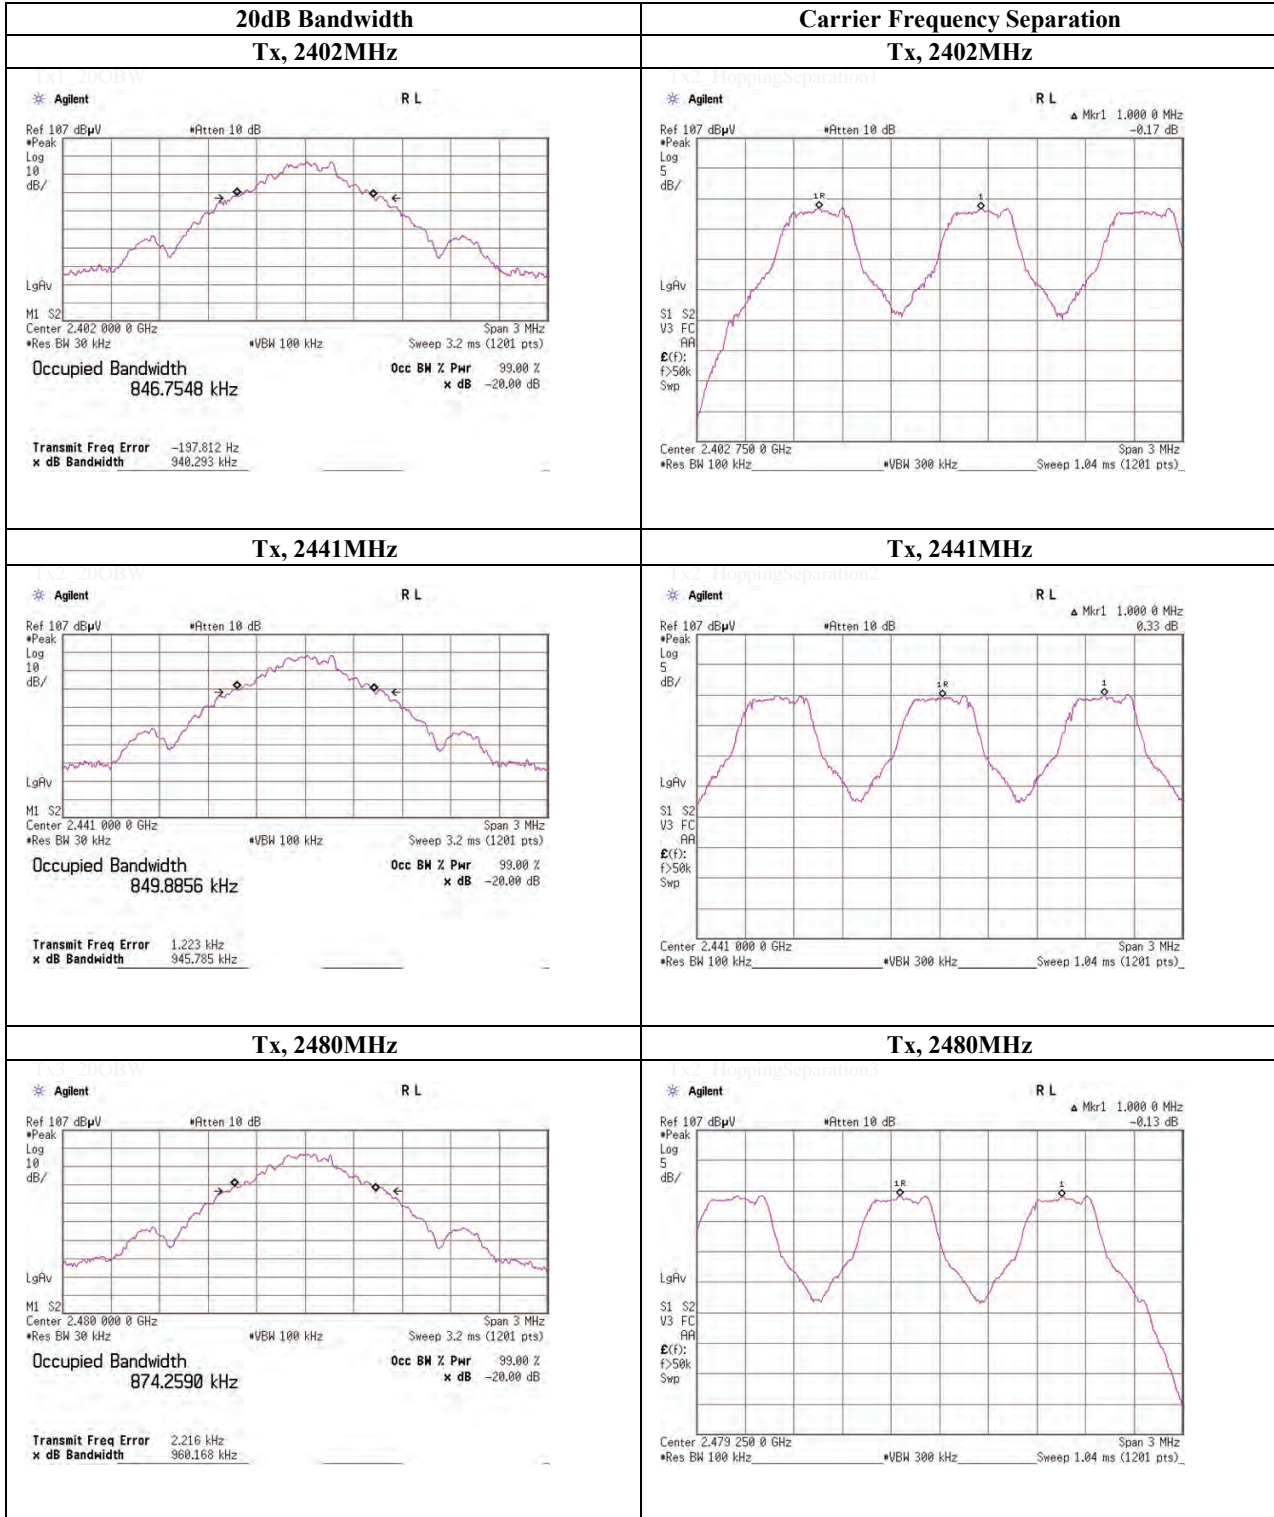 20dB Bandwidth
Carrier Frequency Separation
Tx, 2402MHz
Tx, 2402MHz
Tx1_20OBW
Agilent
R L
Ref 107 dBµV
#Atten 10 dB
#Peak
Log
10
dB/
LgAv
M1 S2
Center 2.402 000 0 GHz
Span 3 MHz
#Res BW 30 kHz
#VBW 100 kHz
Sweep 3.2 ms (1201 pts)
Occupied Bandwidth
846.7548 kHz
Occ BW % Pwr 99.00 %
x dB -20.00 dB
Transmit Freq Error -197.812 Hz
x dB Bandwidth 940.293 kHz
Tx2_HoppingSeparation1
Agilent
R L
Δ Mkr1 1.000 0 MHz
Ref 107 dBµV
#Atten 10 dB
-0.17 dB
#Peak
Log
5
dB/
1R
1
LgAv
S1 S2
V3 FC
AA
£(f):
f>50k
Swp
Center 2.402 750 0 GHz
Span 3 MHz
#Res BW 100 kHz
#VBW 300 kHz
Sweep 1.04 ms (1201 pts)
Tx, 2441MHz
Tx, 2441MHz
Tx2_20OBW
Agilent
R L
Ref 107 dBµV
#Atten 10 dB
#Peak
Log
10
dB/
LgAv
M1 S2
Center 2.441 000 0 GHz
Span 3 MHz
#Res BW 30 kHz
#VBW 100 kHz
Sweep 3.2 ms (1201 pts)
Occupied Bandwidth
849.8856 kHz
Occ BW % Pwr 99.00 %
x dB -20.00 dB
Transmit Freq Error 1.223 kHz
x dB Bandwidth 945.785 kHz
Tx2_HoppingSeparation2
Agilent
R L
Δ Mkr1 1.000 0 MHz
Ref 107 dBµV
#Atten 10 dB
0.33 dB
#Peak
Log
5
dB/
1R
1
LgAv
S1 S2
V3 FC
AA
£(f):
f>50k
Swp
Center 2.441 000 0 GHz
Span 3 MHz
#Res BW 100 kHz
#VBW 300 kHz
Sweep 1.04 ms (1201 pts)
Tx, 2480MHz
Tx, 2480MHz
Tx3_20OBW
Agilent
R L
Ref 107 dBµV
#Atten 10 dB
#Peak
Log
10
dB/
LgAv
M1 S2
Center 2.480 000 0 GHz
Span 3 MHz
#Res BW 30 kHz
#VBW 100 kHz
Sweep 3.2 ms (1201 pts)
Occupied Bandwidth
874.2590 kHz
Occ BW % Pwr 99.00 %
x dB -20.00 dB
Transmit Freq Error 2.216 kHz
x dB Bandwidth 960.168 kHz
Tx2_HoppingSeparation3
Agilent
R L
Δ Mkr1 1.000 0 MHz
Ref 107 dBµV
#Atten 10 dB
-0.13 dB
#Peak
Log
5
dB/
1R
1
LgAv
S1 S2
V3 FC
AA
£(f):
f>50k
Swp
Center 2.479 250 0 GHz
Span 3 MHz
#Res BW 100 kHz
#VBW 300 kHz
Sweep 1.04 ms (1201 pts)